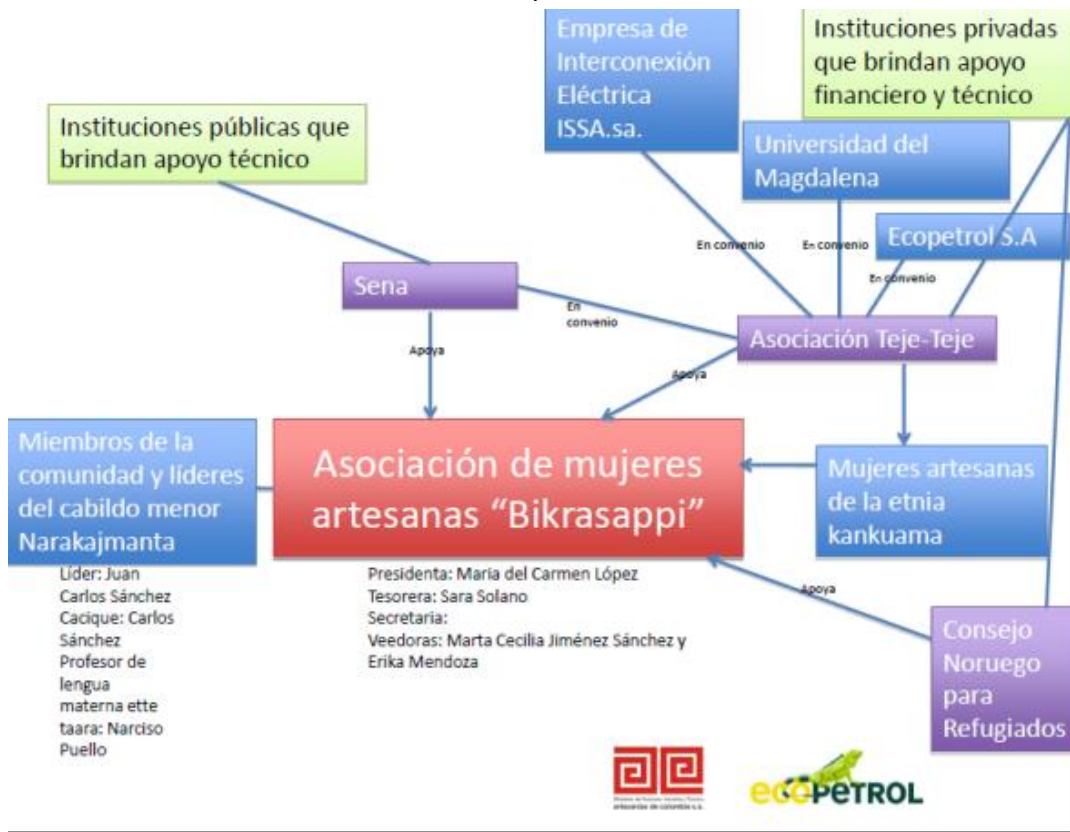 Empresa de
Interconexión
Eléctrica
ISSA.sa.
Instituciones privadas
que brindan apoyo
financiero y técnico
Instituciones públicas que
brindan apoyo técnico
Universidad del
Magdalena
Ecopetrol S.A
En convenio
En convenio
En convenio
Sena
En
convenio
Asociación Teje-Teje
Apoya
Apoya
Miembros de la
comunidad y líderes
del cabildo menor
Narakajmanta
Asociación de mujeres
artesanas “Bikrasappi”
Mujeres artesanas
de la etnia
kankuama
Líder: Juan
Carlos Sánchez
Cacique: Carlos
Sánchez
Profesor de
lengua
materna ette
taara: Narciso
Puello
Presidenta: Maria del Carmen López
Tesorera: Sara Solano
Secretaria:
Veedoras: Marta Cecilia Jiménez Sánchez y
Erika Mendoza
Apoya
Consejo
Noruego
para
Refugiados
artesanías de colombia s.a.
ecopetrol